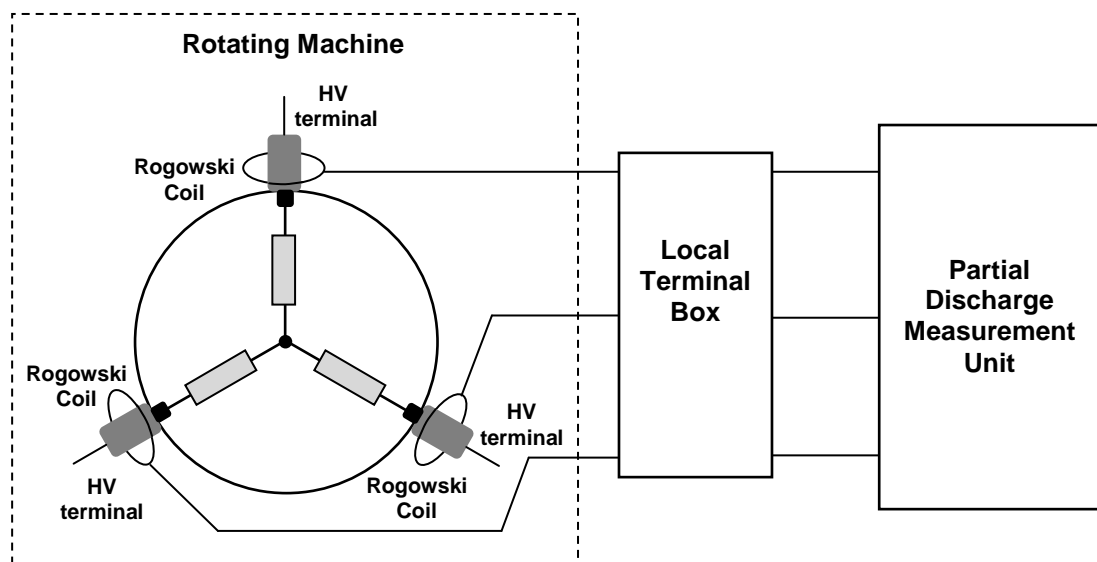 Rotating Machine
HV
terminal
Rogowski
Coil
Local
Terminal
Box
Partial
Discharge
Measurement
Unit
Rogowski
Coil
HV
terminal
HV
terminal
Rogowski
Coil